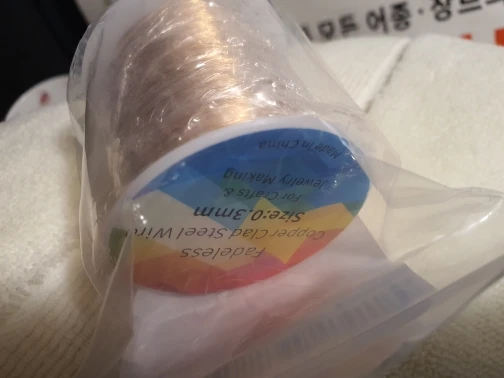 Fadeless
Copper Clad Steel Wire
Size:0.3mm
For Crafts &
Jewelry Making
Made In China
모든 어종·장르